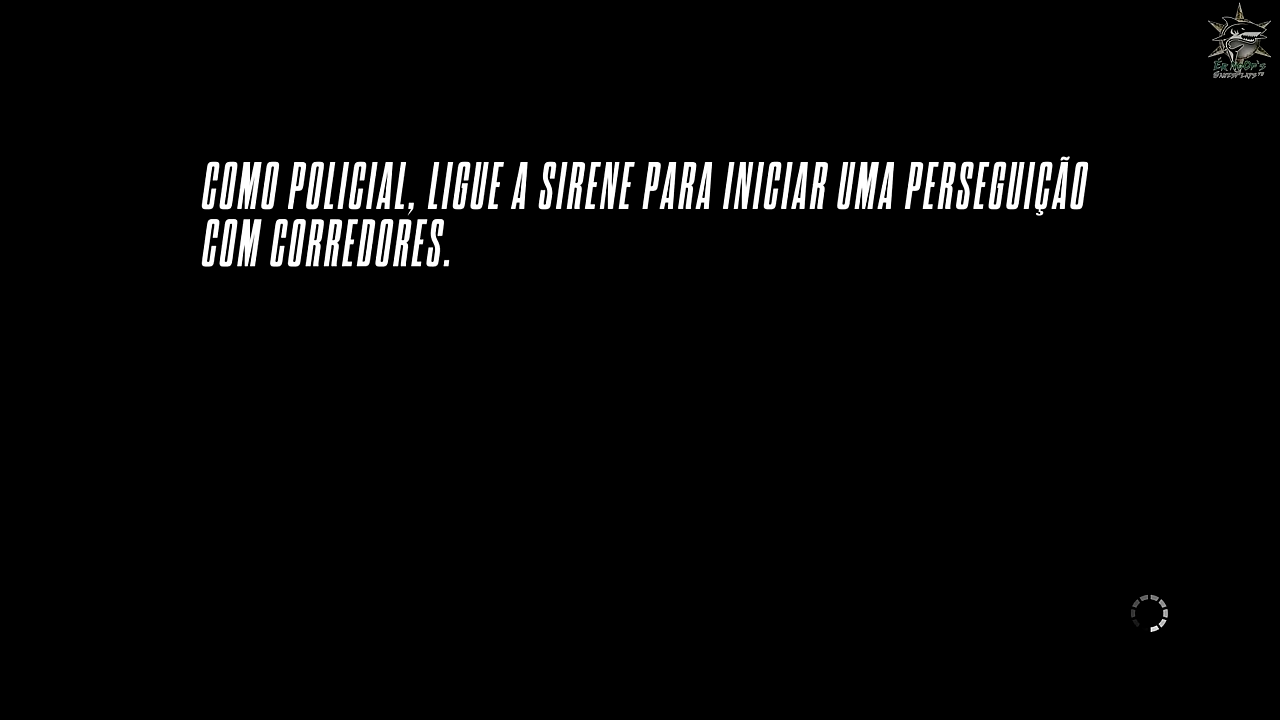 COMO POLICIAL, LIGUE A SIRENE PARA INICIAR UMA PERSEGUIÇÃO
COM CORREDORES.